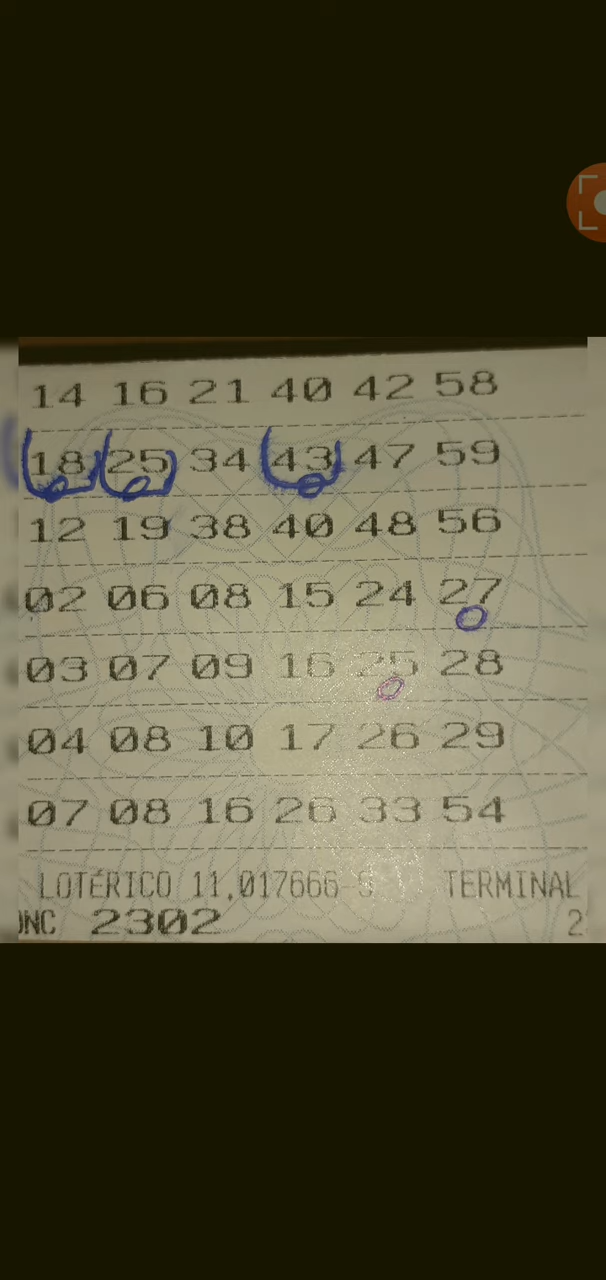 14 16 21 40 42 58
18 25 34 43 47 59
12 19 38 40 48 56
02 06 08 15 24 27
03 07 09 16 25 28
04 08 10 17 26 29
07 08 16 26 33 54
LOTÉRICO 11,017666 TERMINAL
2302 2